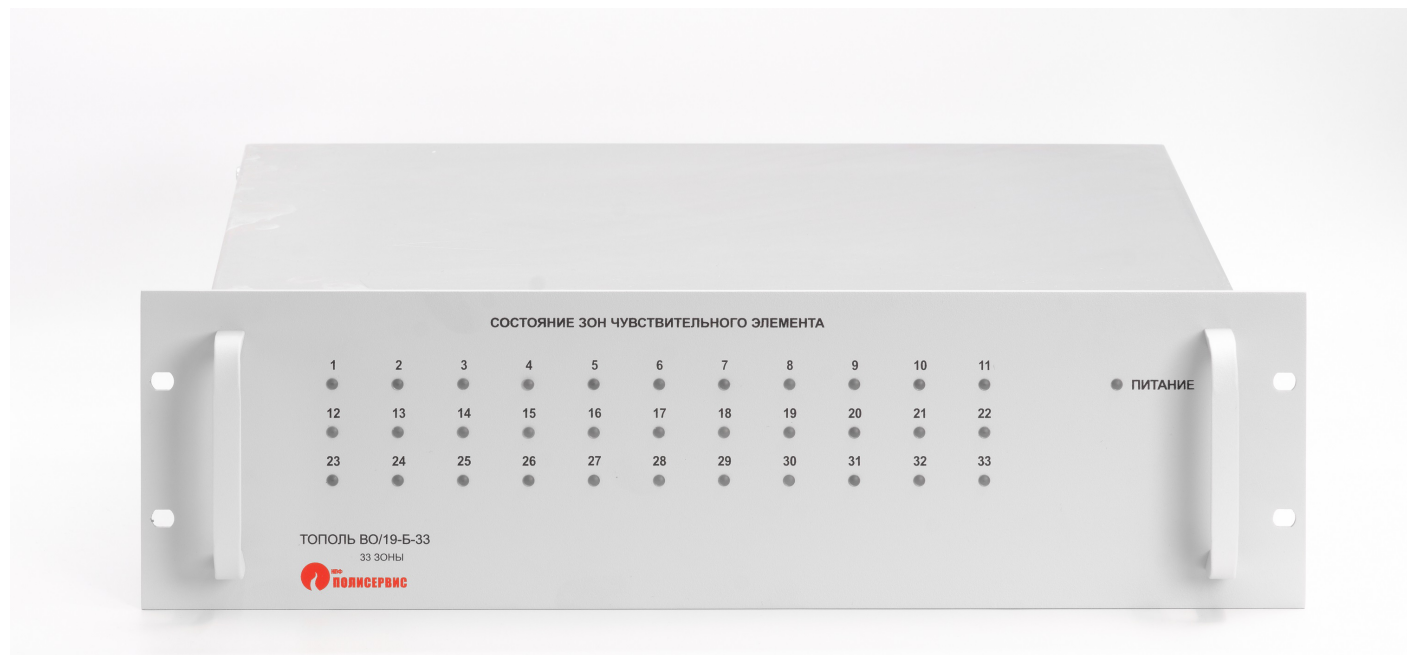 СОСТОЯНИЕ ЗОН ЧУВСТВИТЕЛЬНОГО ЭЛЕМЕНТА
1 2 3 4 5 6 7 8 9 10 11
ПИТАНИЕ
12 13 14 15 16 17 18 19 20 21 22
23 24 25 26 27 28 29 30 31 32 33
ТОПОЛЬ ВО/19-Б-33
33 ЗОНЫ
НПФ
ПОЛИСЕРВИС